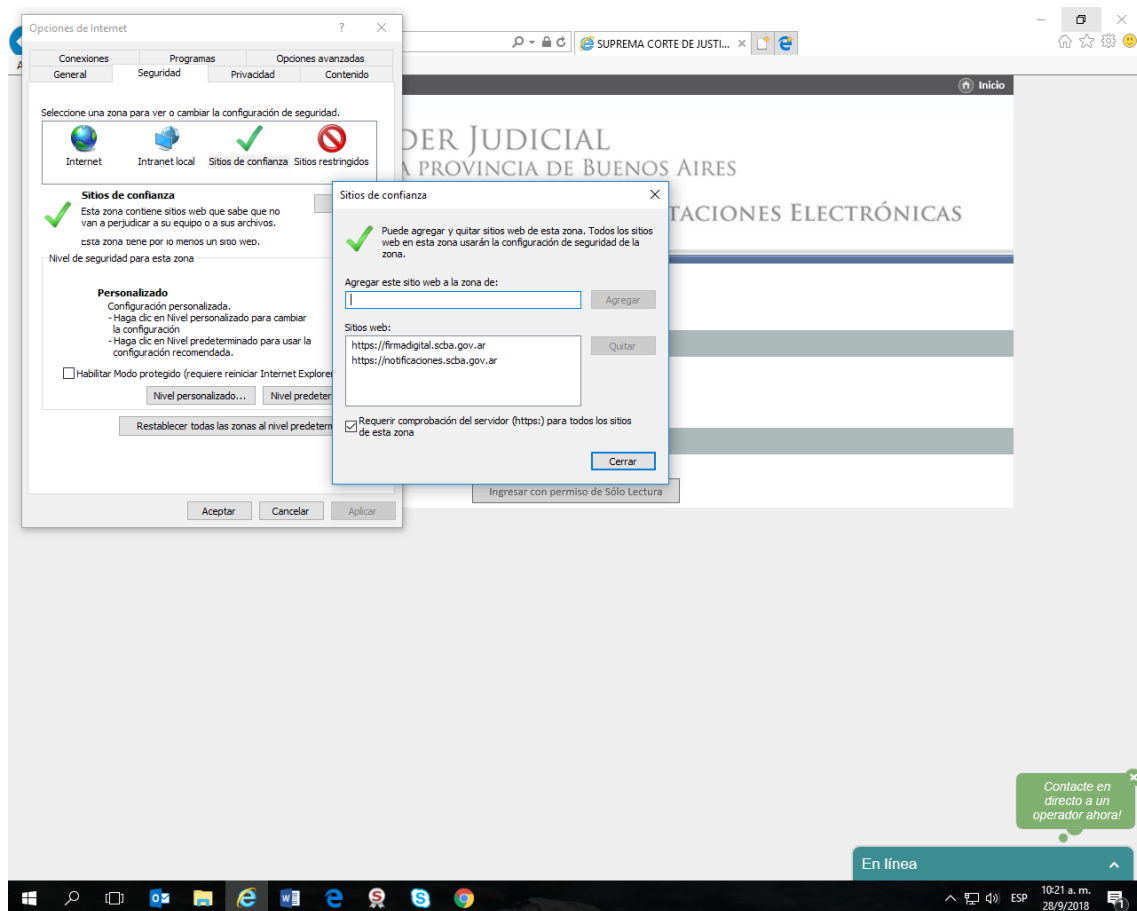 Opciones de Internet
?
Conexiones
Programas
Opciones avanzadas
General
Seguridad
Privacidad
Contenido
Seleccione una zona para ver o cambiar la configuración de seguridad.
Internet
Intranet local
Sitios de confianza
Sitios restringidos
Sitios de confianza
Esta zona contiene sitios web que sabe que no
van a perjudicar a su equipo o a sus archivos.
Esta zona tiene por lo menos un sitio web.
Nivel de seguridad para esta zona
Personalizado
Configuración personalizada.
- Haga clic en Nivel personalizado para cambiar
la configuración
- Haga clic en Nivel predeterminado para usar la
configuración recomendada.
Habilitar Modo protegido (requiere reiniciar Internet Explorer
Nivel personalizado...
Nivel predeter
Restablecer todas las zonas al nivel predeterm
Aceptar
Cancelar
Aplicar
SUPREMA CORTE DE JUSTI...
Inicio
DER JUDICIAL
A PROVINCIA DE BUENOS AIRES
TACIONES ELECTRÓNICAS
Sitios de confianza
Puede agregar y quitar sitios web de esta zona. Todos los sitios
web en esta zona usarán la configuración de seguridad de la
zona.
Agregar este sitio web a la zona de:
Agregar
Sitios web:
https://firmadigital.scba.gov.ar
https://notificaciones.scba.gov.ar
Quitar
Requerir comprobación del servidor (https:) para todos los sitios
de esta zona
Cerrar
Ingresar con permiso de Sólo Lectura
Contacte en
directo a un
operador ahora!
En línea
ESP
10:21 a. m.
28/9/2018